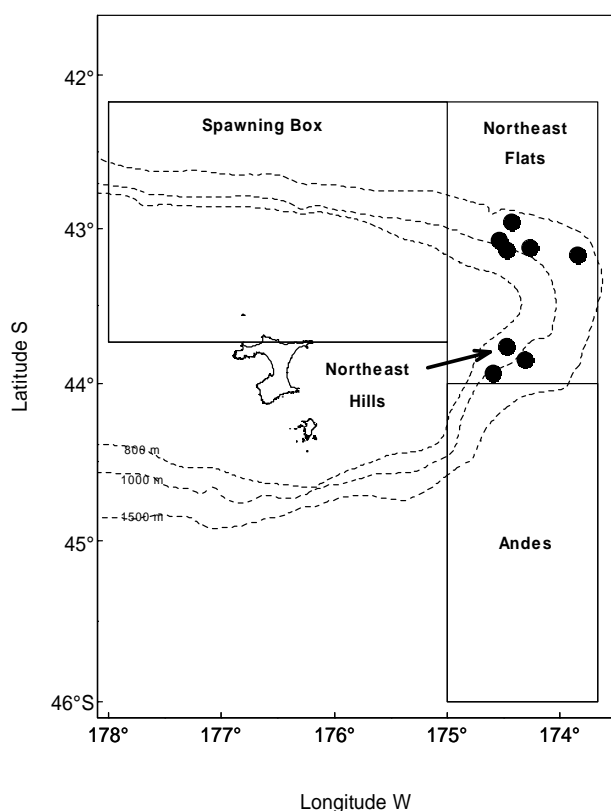 42°
Spawning Box
Northeast
Flats
43°
Latitude S
Northeast
Hills
44°
800 m
1000 m
1500 m
45°
Andes
46°S
178°
177°
176°
175°
174°
Longitude W